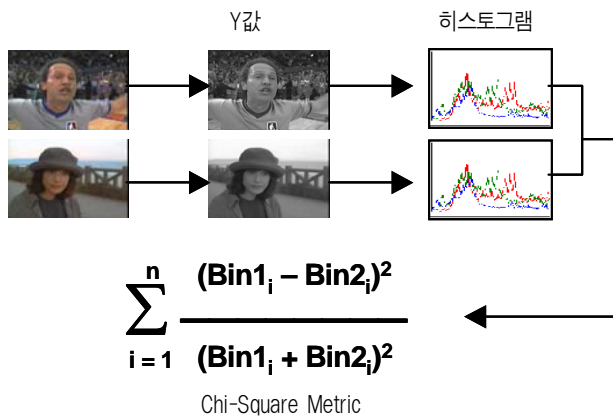 Y값
히스토그램
n
(Bin1i – Bin2i)2
∑
i = 1
(Bin1i + Bin2i)2
Chi-Square Metric